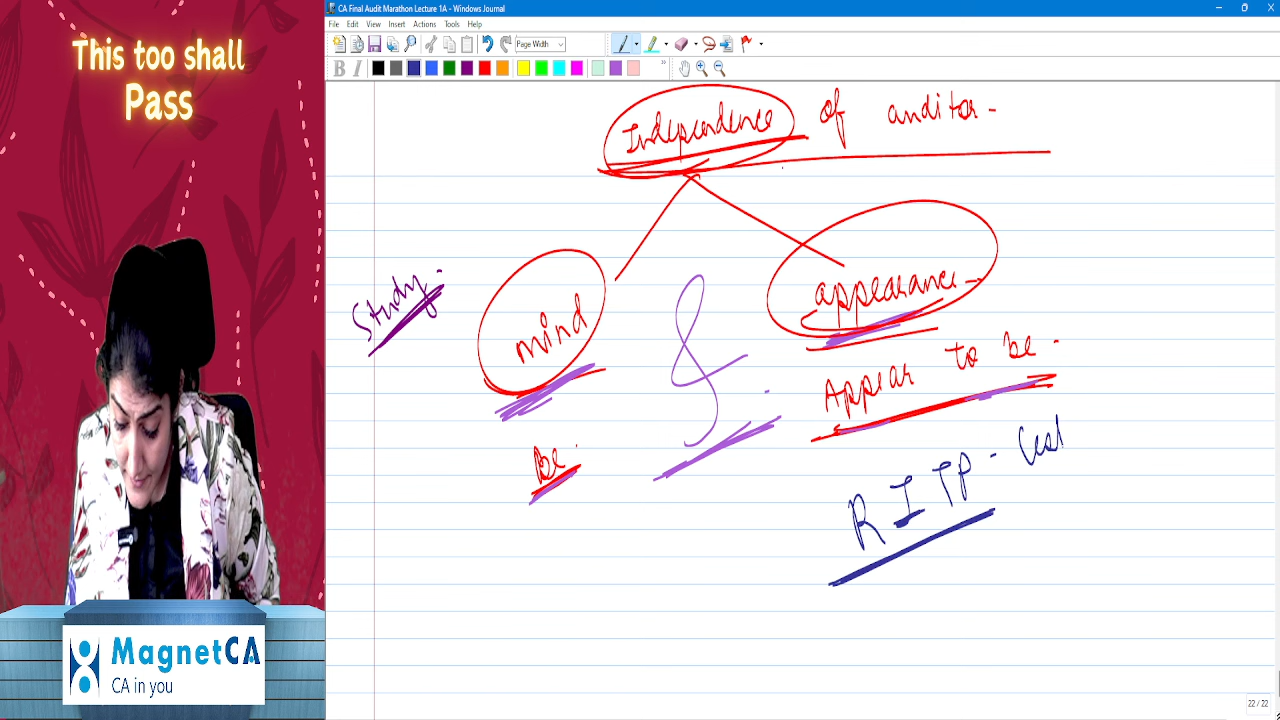 This too shall
Pass
CA Final Audit Marathon Lecture 1A - Windows Journal
File Edit View Insert Actions Tools Help
Page Width
B I
Independence of auditor-
Study.
mind & appearance
Appear to be.
Be
RITP -
MagnetCA
CA in you
22 / 22